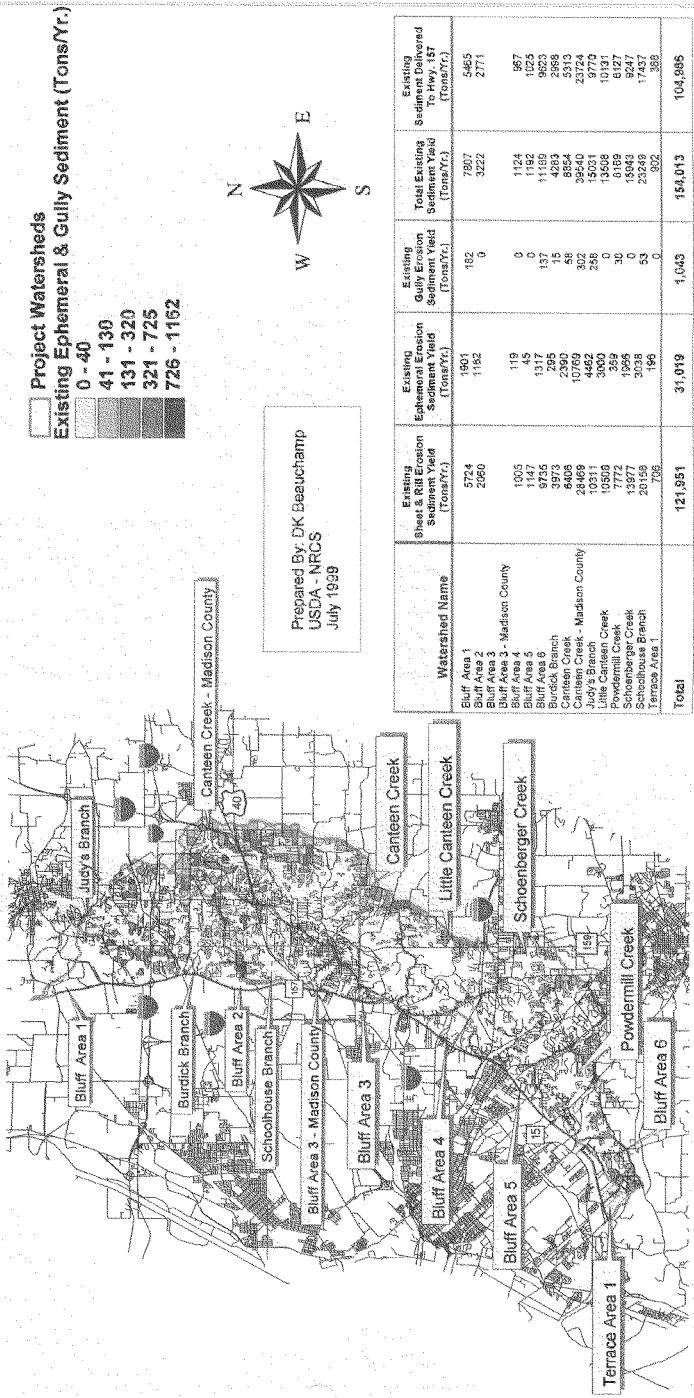 Project Watersheds
Existing Ephemeral & Gully Sediment (Tons/Yr.)
0 - 40
41 - 130
131 - 320
321 - 725
726 - 1162
N
W E
S
Prepared By: DK Beauchamp
USDA - NRCS
July 1999
Judy's Branch
Canteen Creek - Madison County
40
Canteen Creek
Little Canteen Creek
Schoenberger Creek
159
Powdermill Creek
Bluff Area 6
Bluff Area 1
Burdick Branch
Bluff Area 2
Schoolhouse Branch
157
Bluff Area 3 - Madison County
Bluff Area 3
Bluff Area 4
Bluff Area 5
Terrace Area 1
Watershed Name | Existing Sheet & Rill Erosion Sediment Yield (Tons/Yr.) | Existing Ephemeral Erosion Sediment Yield (Tons/Yr.) | Existing Gully Erosion Sediment Yield (Tons/Yr.) | Total Existing Sediment Yield (Tons/Yr.) | Existing Sediment Delivered To Hwy. 157 (Tons/Yr.)
Bluff Area 1 5724 1901 182 7807 5465
Bluff Area 2 2060 1162 0 3222 2771
Bluff Area 3
Bluff Area 3 - Madison County
Bluff Area 4 1005 119 0 1124 967
Bluff Area 5 1147 45 0 1192 1025
Bluff Area 6 9735 1317 137 11189 9623
Burdick Branch 3973 295 15 4283 2998
Canteen Creek 6406 2390 58 8854 5313
Canteen Creek - Madison County 28469 10769 302 39540 23724
Judy's Branch 10311 4462 258 15031 9770
Little Canteen Creek 10508 3000 0 13508 10131
Powdermill Creek 7772 359 38 8169 6127
Schoenberger Creek 13977 1966 0 15943 9247
Schoolhouse Branch 20158 3038 53 23249 17437
Terrace Area 1 706 196 0 902 388
Total 121,951 31,019 1,043 154,013 104,986